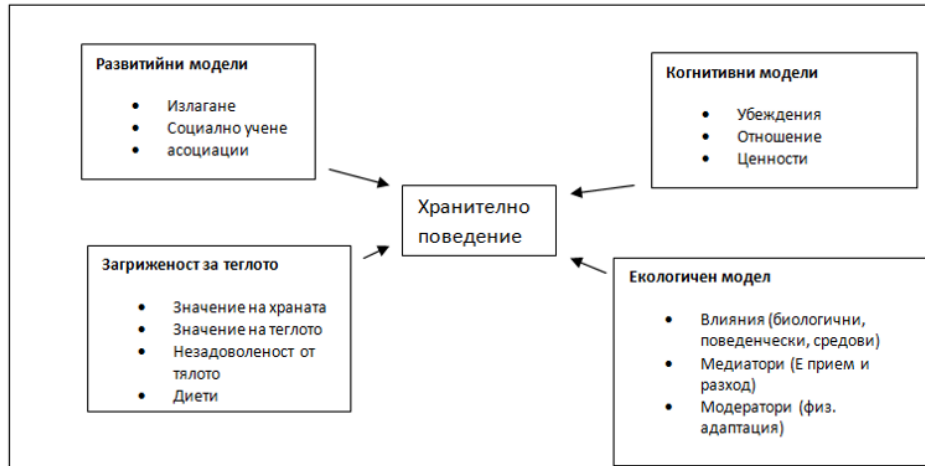 Развитийни модели
• Излагане
• Социално учене
• асоциации
Когнитивни модели
• Убеждения
• Отношение
• Ценности
Хранително
поведение
Загриженост за теглото
• Значение на храната
• Значение на теглото
• Незадоволеност от
тялото
• Диети
Екологичен модел
• Влияния (биологични,
поведенчески, средови)
• Медиатори (Е прием и
разход)
• Модератори (физ.
адаптация)